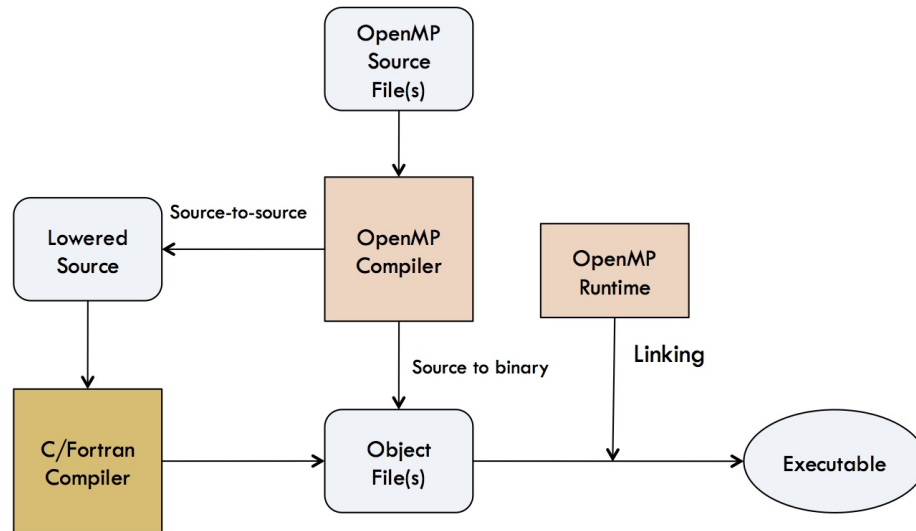 OpenMP
Source
File(s)
Source-to-source
Lowered
Source
OpenMP
Compiler
OpenMP
Runtime
Source to binary
Linking
C/Fortran
Compiler
Object
File(s)
Executable